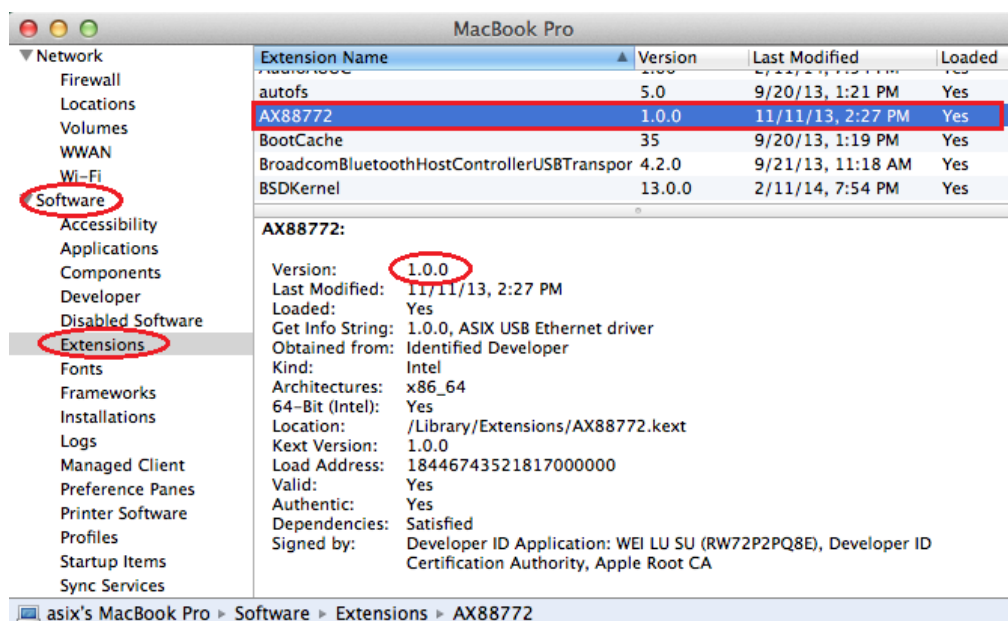 MacBook Pro
Network
Firewall
Locations
Volumes
WWAN
Wi-Fi
Software
Accessibility
Applications
Components
Developer
Disabled Software
Extensions
Fonts
Frameworks
Installations
Logs
Managed Client
Preference Panes
Printer Software
Profiles
Startup Items
Sync Services
Extension Name Version Last Modified Loaded
autofs 5.0 9/20/13, 1:21 PM Yes
AX88772 1.0.0 11/11/13, 2:27 PM Yes
BootCache 35 9/20/13, 1:19 PM Yes
BroadcomBluetoothHostControllerUSBTranspor 4.2.0 9/21/13, 11:18 AM Yes
BSDKernel 13.0.0 2/11/14, 7:54 PM Yes
AX88772:
Version: 1.0.0
Last Modified: 11/11/13, 2:27 PM
Loaded: Yes
Get Info String: 1.0.0, ASIX USB Ethernet driver
Obtained from: Identified Developer
Kind: Intel
Architectures: x86_64
64-Bit (Intel): Yes
Location: /Library/Extensions/AX88772.kext
Kext Version: 1.0.0
Load Address: 18446743521817000000
Valid: Yes
Authentic: Yes
Dependencies: Satisfied
Signed by: Developer ID Application: WEI LU SU (RW72P2PQ8E), Developer ID
Certification Authority, Apple Root CA
asix's MacBook Pro ▸ Software ▸ Extensions ▸ AX88772